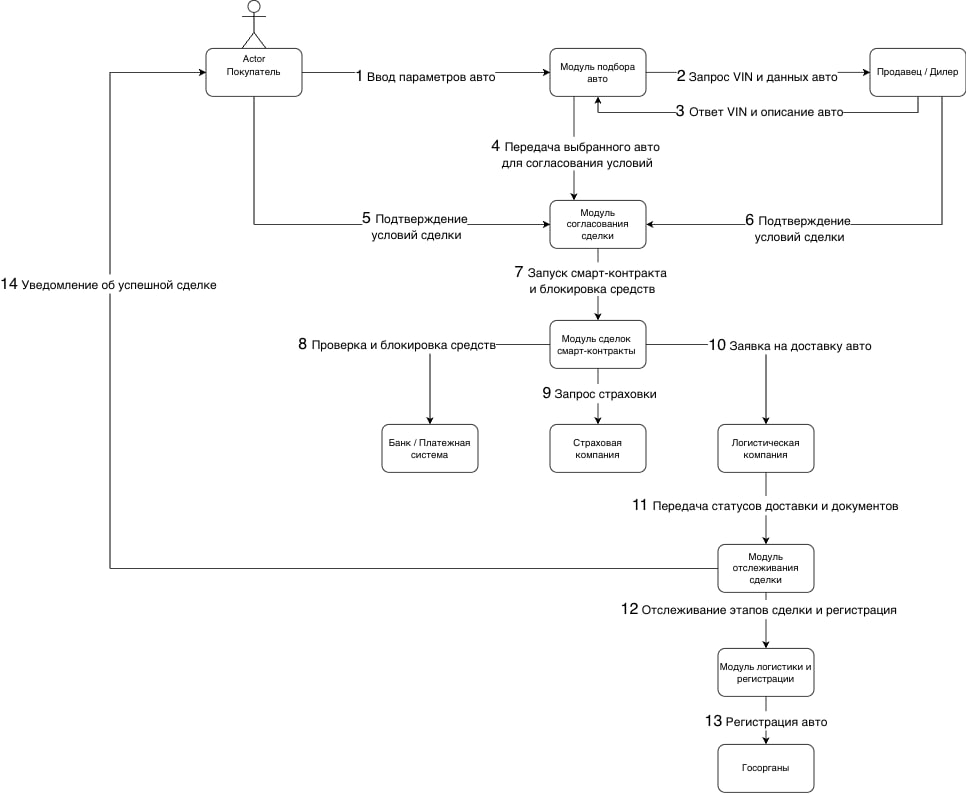 Actor
Покупатель
1 Ввод параметров авто
Модуль подбора
авто
2 Запрос VIN и данных авто
Продавец / Дилер
3 Ответ VIN и описание авто
4 Передача выбранного авто
для согласования условий
5 Подтверждение
условий сделки
Модуль
согласования
сделки
6 Подтверждение
условий сделки
7 Запуск смарт-контракта
и блокировка средств
14 Уведомление об успешной сделке
8 Проверка и блокировка средств
Модуль сделок
смарт-контракты
10 Заявка на доставку авто
9 Запрос страховки
Банк / Платежная
система
Страховая
компания
Логистическая
компания
11 Передача статусов доставки и документов
Модуль
отслеживания
сделки
12 Отслеживание этапов сделки и регистрация
Модуль логистики и
регистрации
13 Регистрация авто
Госорганы